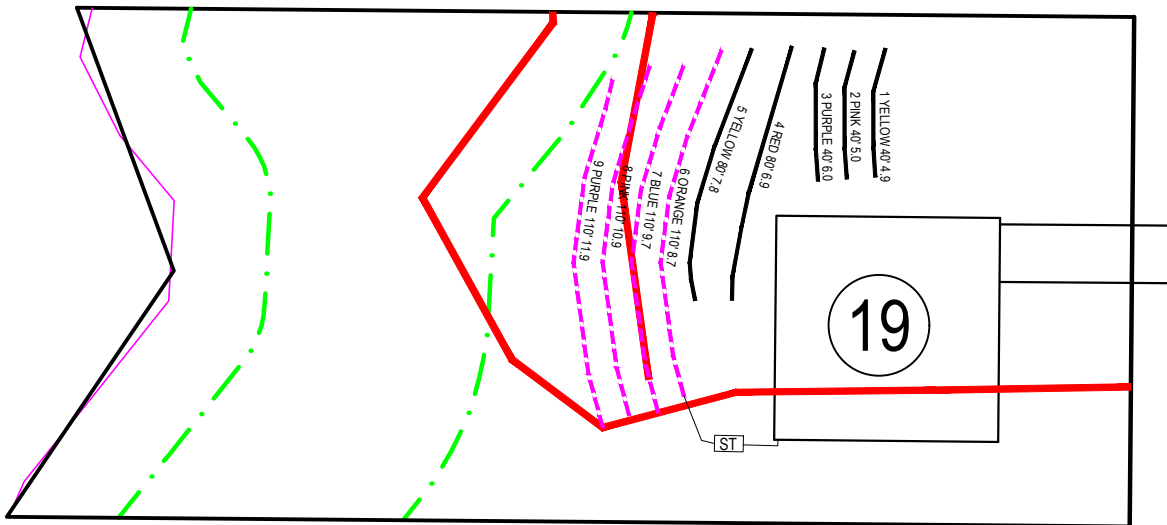 1 YELLOW 40' 4.9
2 PINK 40' 5.0
3 PURPLE 40' 6.0
4 RED 80' 6.9
5 YELLOW 80' 7.8
6 ORANGE 110' 8.7
7 BLUE 110' 9.7
8 PINK 110' 10.9
9 PURPLE 110' 11.9
19
ST